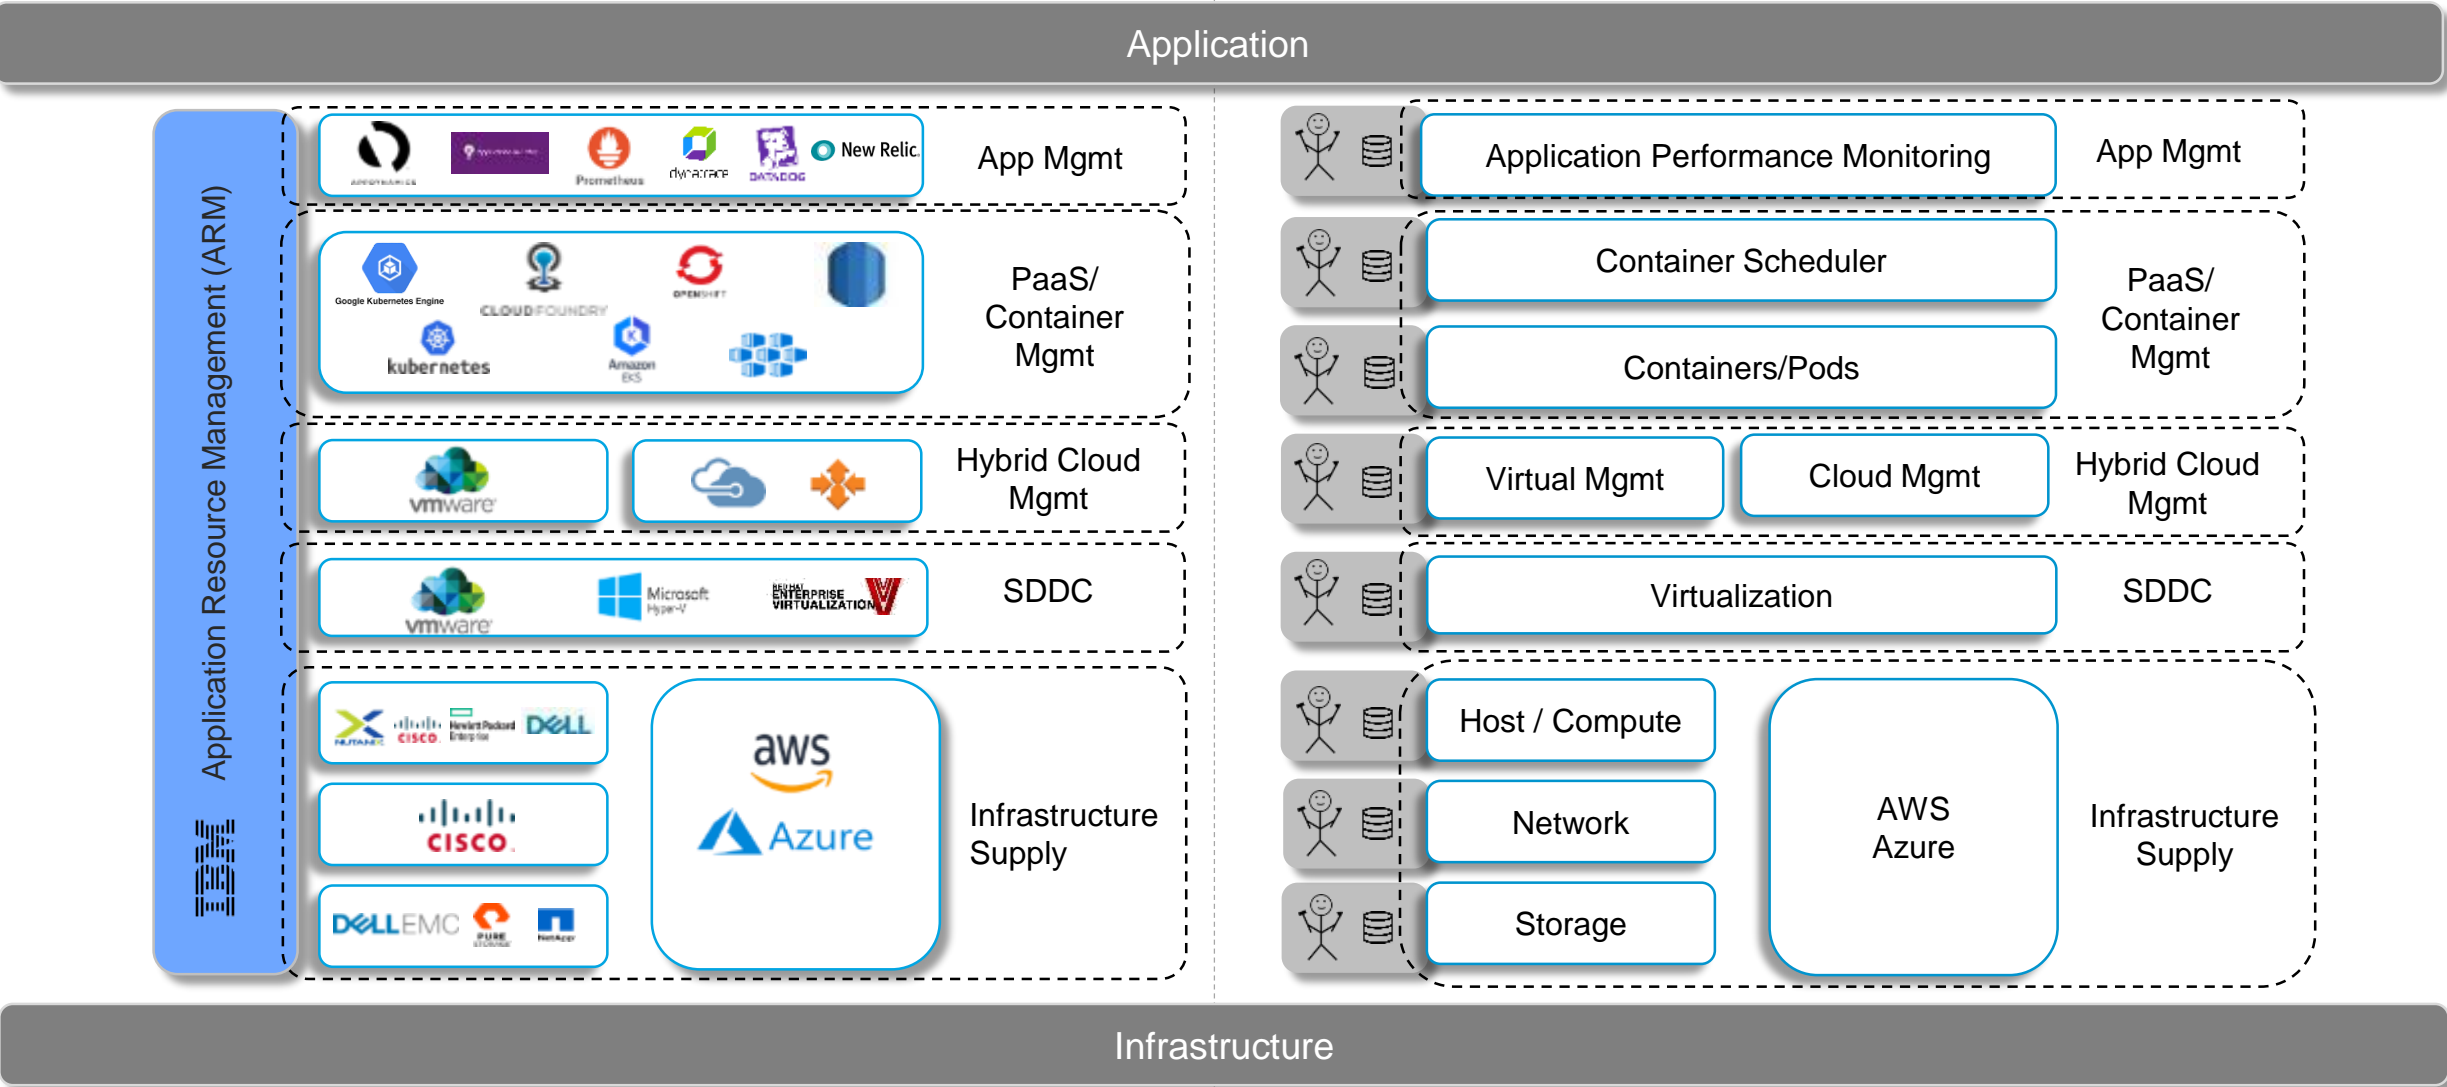 Application
Application Resource Management (ARM)
IBM
APPDYNAMICS
Prometheus
dynatrace
DATADOG
New Relic.
App Mgmt
Google Kubernetes Engine
CLOUDFOUNDRY
OPENSHIFT
kubernetes
Amazon
EKS
PaaS/
Container
Mgmt
vmware
Hybrid Cloud
Mgmt
vmware
Microsoft
Hyper-V
RED HAT
ENTERPRISE
VIRTUALIZATION
SDDC
NUTANIX
CISCO.
Hewlett Packard
Enterprise
DELL
CISCO.
DELLEMC
PURE
STORAGE
NetApp
aws
Azure
Infrastructure
Supply
Application Performance Monitoring
App Mgmt
Container Scheduler
Containers/Pods
PaaS/
Container
Mgmt
Virtual Mgmt
Cloud Mgmt
Hybrid Cloud
Mgmt
Virtualization
SDDC
Host / Compute
Network
Storage
AWS
Azure
Infrastructure
Supply
Infrastructure